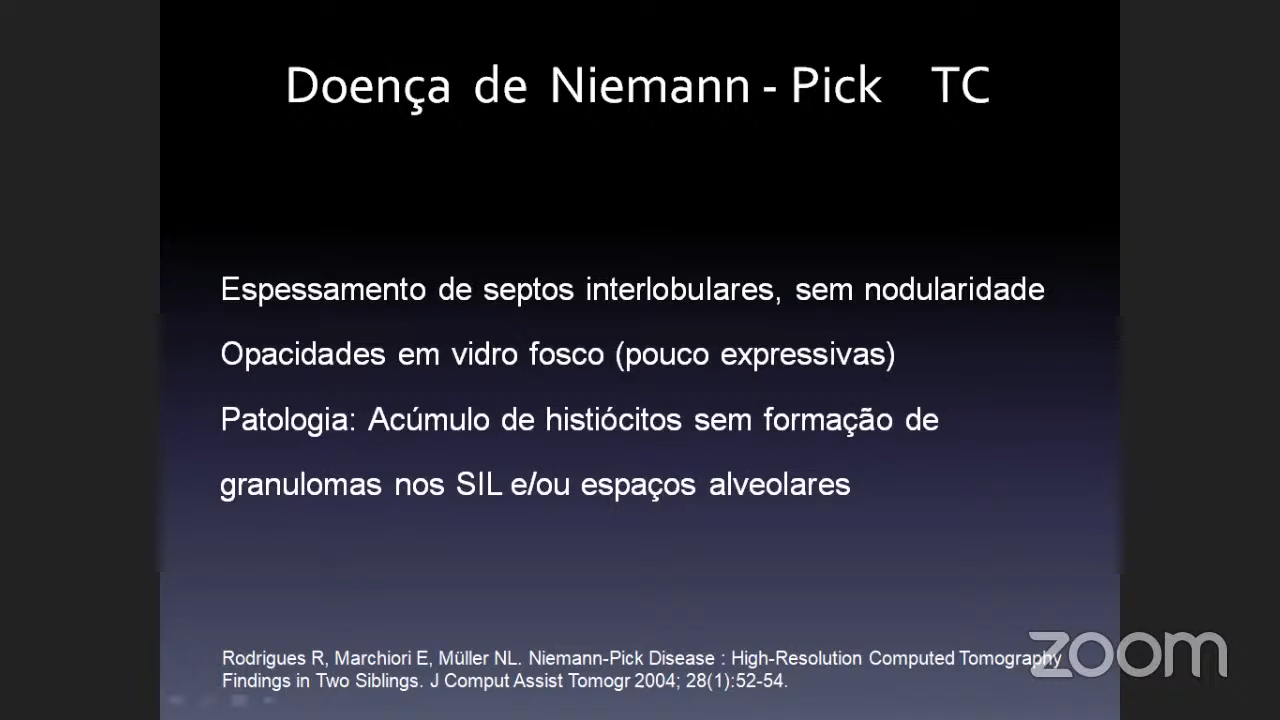 Doença de Niemann - Pick TC
Espessamento de septos interlobulares, sem nodularidade
Opacidades em vidro fosco (pouco expressivas)
Patologia: Acúmulo de histiócitos sem formação de
granulomas nos SIL e/ou espaços alveolares
Rodrigues R, Marchiori E, Müller NL. Niemann-Pick Disease : High-Resolution Computed Tomography
Findings in Two Siblings. J Comput Assist Tomogr 2004; 28(1):52-54.
zoom